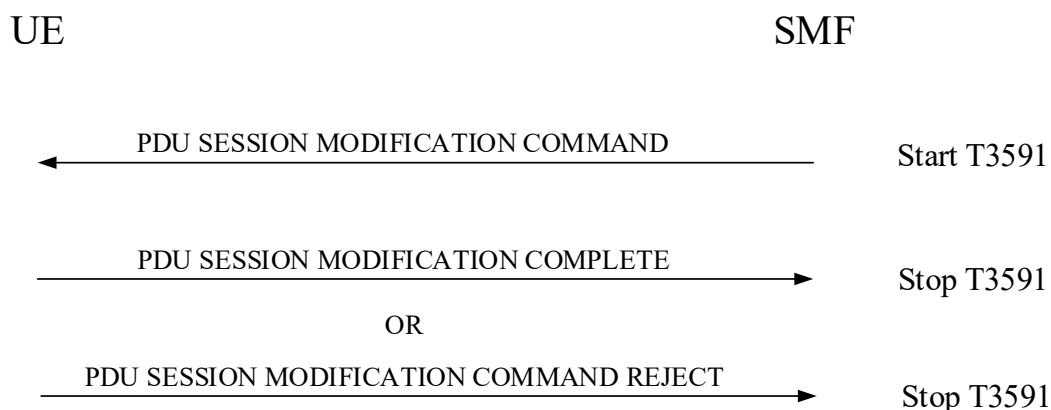 UE SMF
PDU SESSION MODIFICATION COMMAND Start T3591
PDU SESSION MODIFICATION COMPLETE Stop T3591
OR
PDU SESSION MODIFICATION COMMAND REJECT Stop T3591